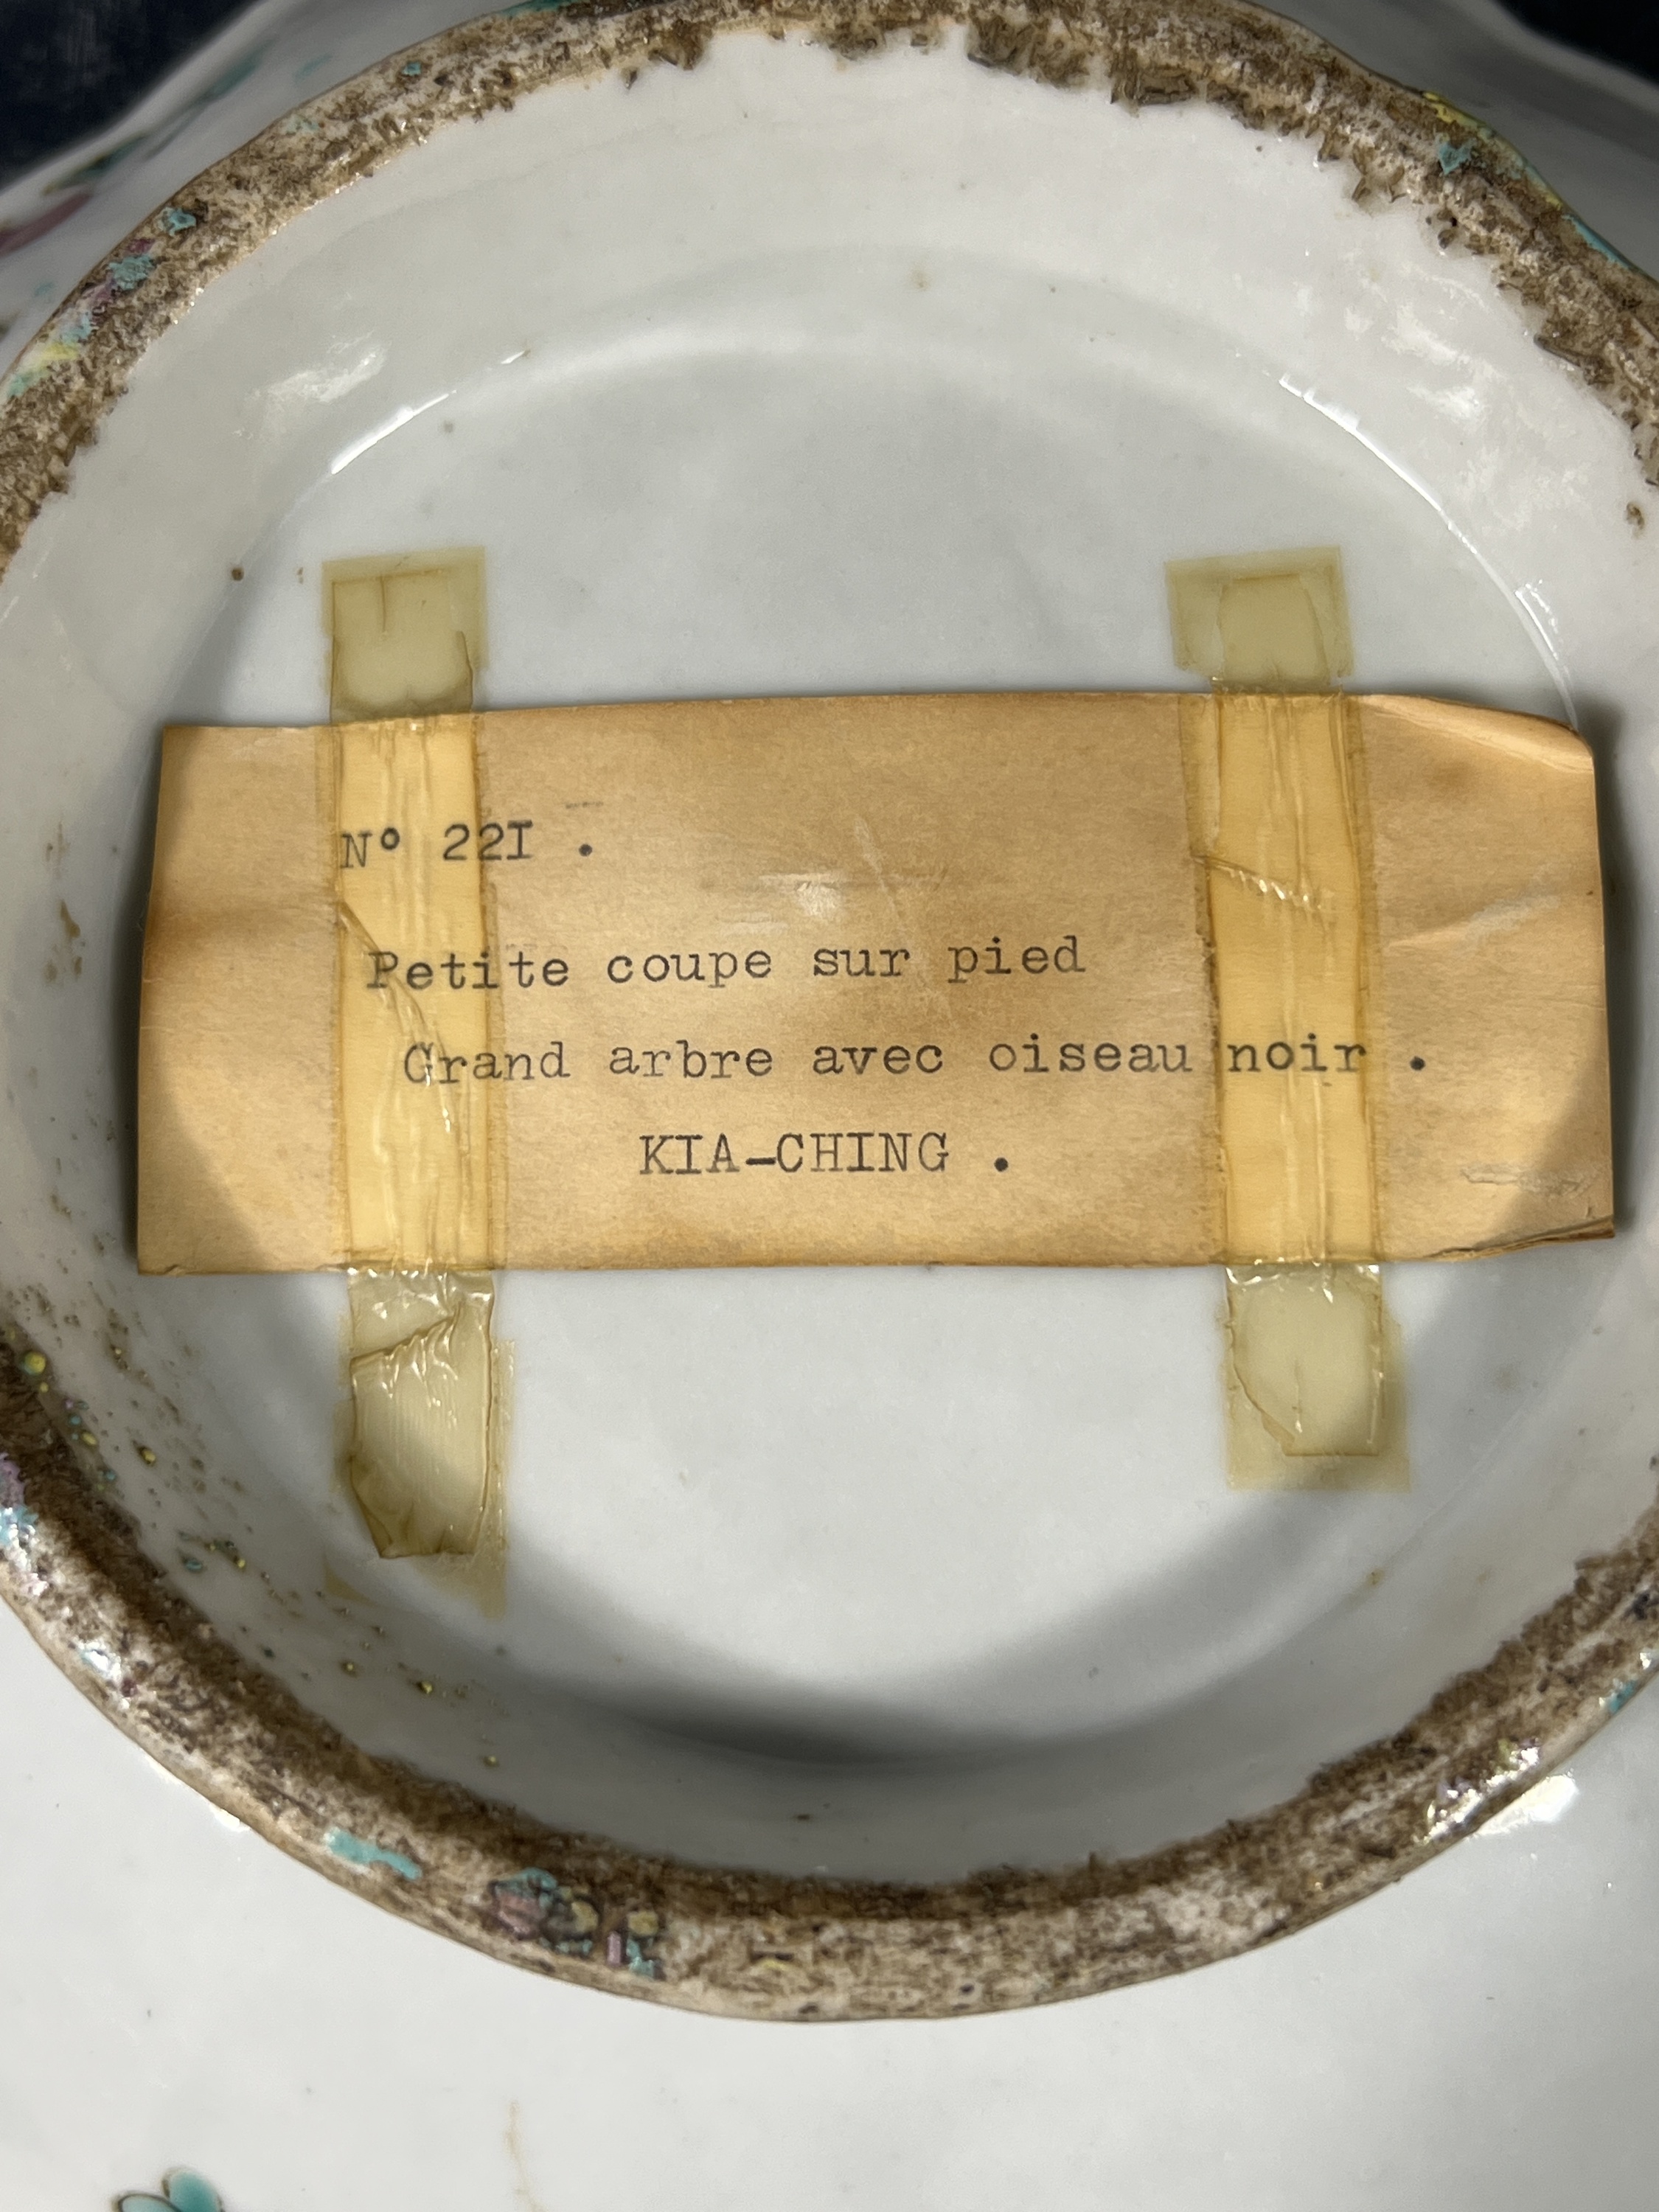 N° 22I .
Petite coupe sur pied
Grand arbre avec oiseau noir .
KIA-CHING .